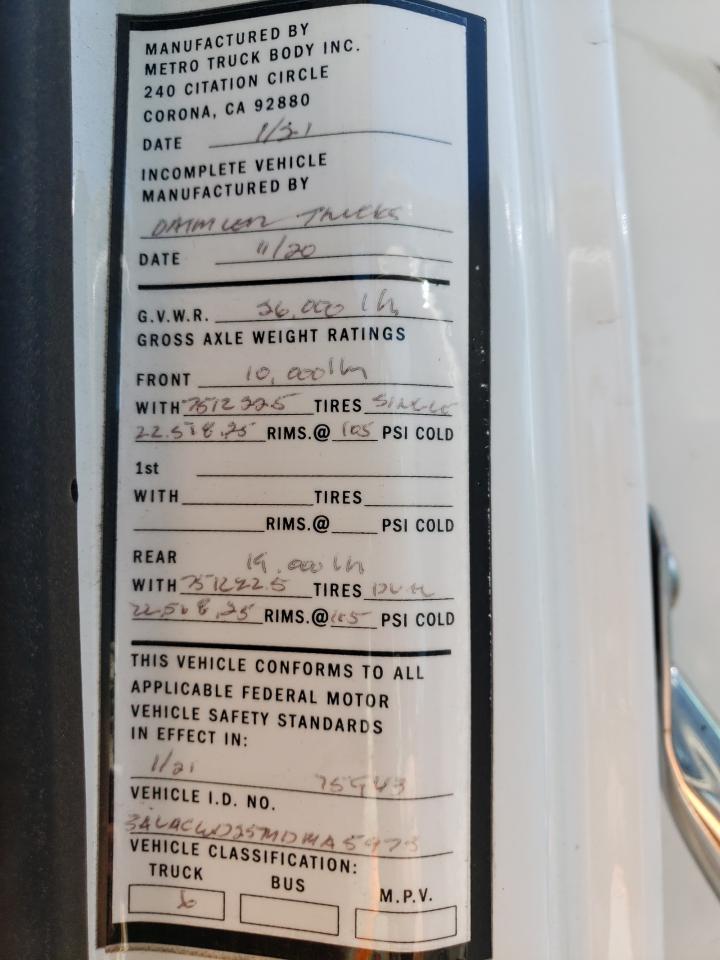 MANUFACTURED BY
METRO TRUCK BODY INC.
240 CITATION CIRCLE
CORONA, CA 92880
DATE 1/21
INCOMPLETE VEHICLE
MANUFACTURED BY
DAIMLER TRUCKS
DATE 11/20
G.V.W.R. 26,000 lb
GROSS AXLE WEIGHT RATINGS
FRONT 10,000 lb
WITH TIRES SINGLE
22.5x8.25 RIMS.@ 105 PSI COLD
1st
WITH TIRES
RIMS.@ PSI COLD
REAR 19,000 lb
WITH TIRES DUAL
22.5x8.25 RIMS.@ PSI COLD
THIS VEHICLE CONFORMS TO ALL
APPLICABLE FEDERAL MOTOR
VEHICLE SAFETY STANDARDS
IN EFFECT IN:
1/21
VEHICLE I.D. NO.
VEHICLE CLASSIFICATION:
TRUCK BUS M.P.V.